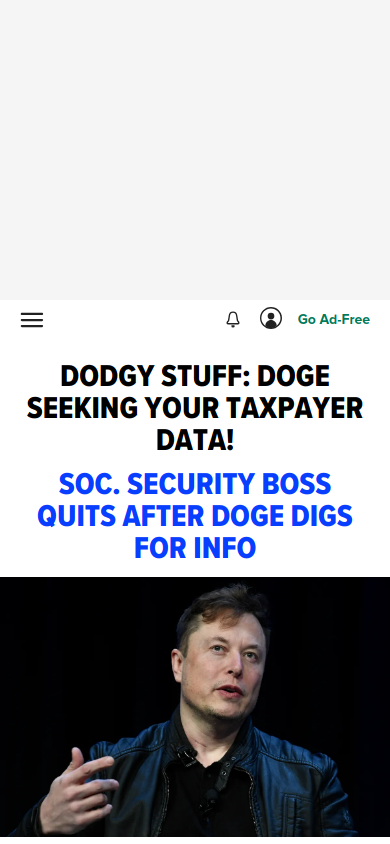 Go Ad-Free
DODGY STUFF: DOGE
SEEKING YOUR TAXPAYER
DATA!
SOC. SECURITY BOSS
QUITS AFTER DOGE DIGS
FOR INFO